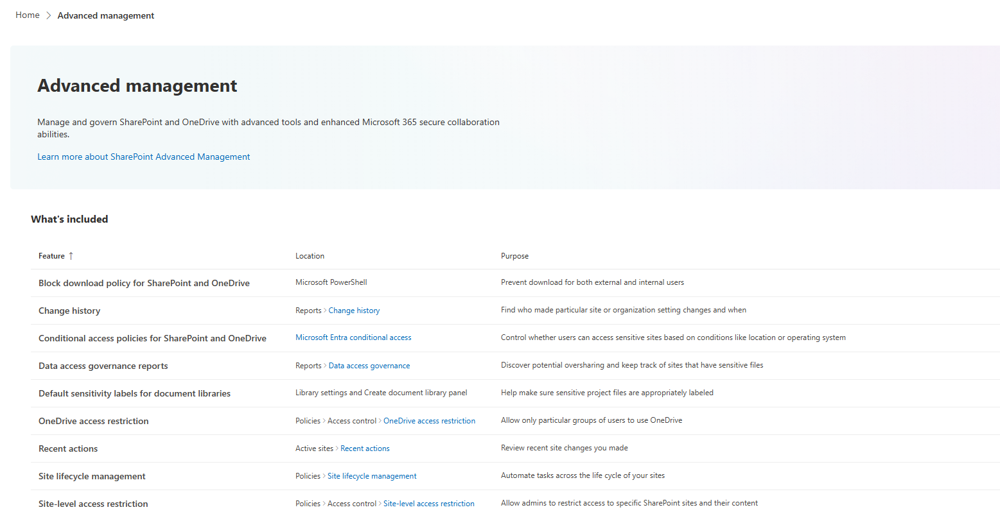 Home > Advanced management
Advanced management
Manage and govern SharePoint and OneDrive with advanced tools and enhanced Microsoft 365 secure collaboration
abilities.
Learn more about SharePoint Advanced Management
What's included
Feature ↑ Location Purpose
Block download policy for SharePoint and OneDrive Microsoft PowerShell Prevent download for both external and internal users
Change history Reports > Change history Find who made particular site or organization setting changes and when
Conditional access policies for SharePoint and OneDrive Microsoft Entra conditional access Control whether users can access sensitive sites based on conditions like location or operating system
Data access governance reports Reports > Data access governance Discover potential oversharing and keep track of sites that have sensitive files
Default sensitivity labels for document libraries Library settings and Create document library panel Help make sure sensitive project files are appropriately labeled
OneDrive access restriction Policies > Access control > OneDrive access restriction Allow only particular groups of users to use OneDrive
Recent actions Active sites > Recent actions Review recent site changes you made
Site lifecycle management Policies > Site lifecycle management Automate tasks across the life cycle of your sites
Site-level access restriction Policies > Access control > Site-level access restriction Allow admins to restrict access to specific SharePoint sites and their content